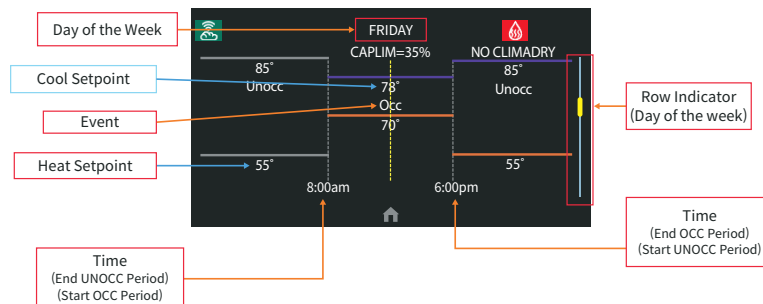 Day of the Week
FRIDAY
CAPLIM=35%
NO CLIMADRY
85°
Unocc
85°
Unocc
Cool Setpoint
78°
Event
Occ
70°
Row Indicator
(Day of the week)
Heat Setpoint
55°
55°
8:00am
6:00pm
Time
(End OCC Period)
(Start UNOCC Period)
Time
(End UNOCC Period)
(Start OCC Period)